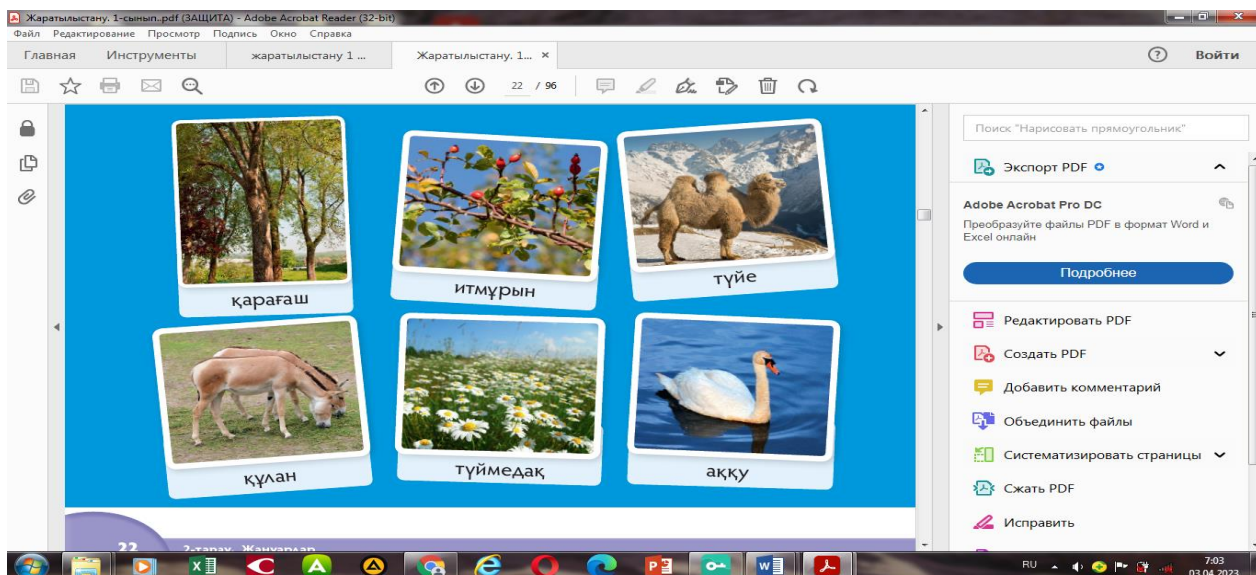 Жаратылыстану. 1-сынып..pdf (ЗАЩИТА) - Adobe Acrobat Reader (32-bit)
Файл Редактирование Просмотр Подпись Окно Справка
Главная Инструменты жаратылыстану 1 ... Жаратылыстану. 1... × Войти
22 / 96
Поиск "Нарисовать прямоугольник"
Экспорт PDF
Adobe Acrobat Pro DC
Преобразуйте файлы PDF в формат Word и
Excel онлайн
Подробнее
Редактировать PDF
Создать PDF
Добавить комментарий
Объединить файлы
Систематизировать страницы
Сжать PDF
Исправить
қарағаш
итмұрын
түйе
құлан
түймедақ
аққу
22 2-тарау. Жануарлар
RU 7:03
03.04.2023